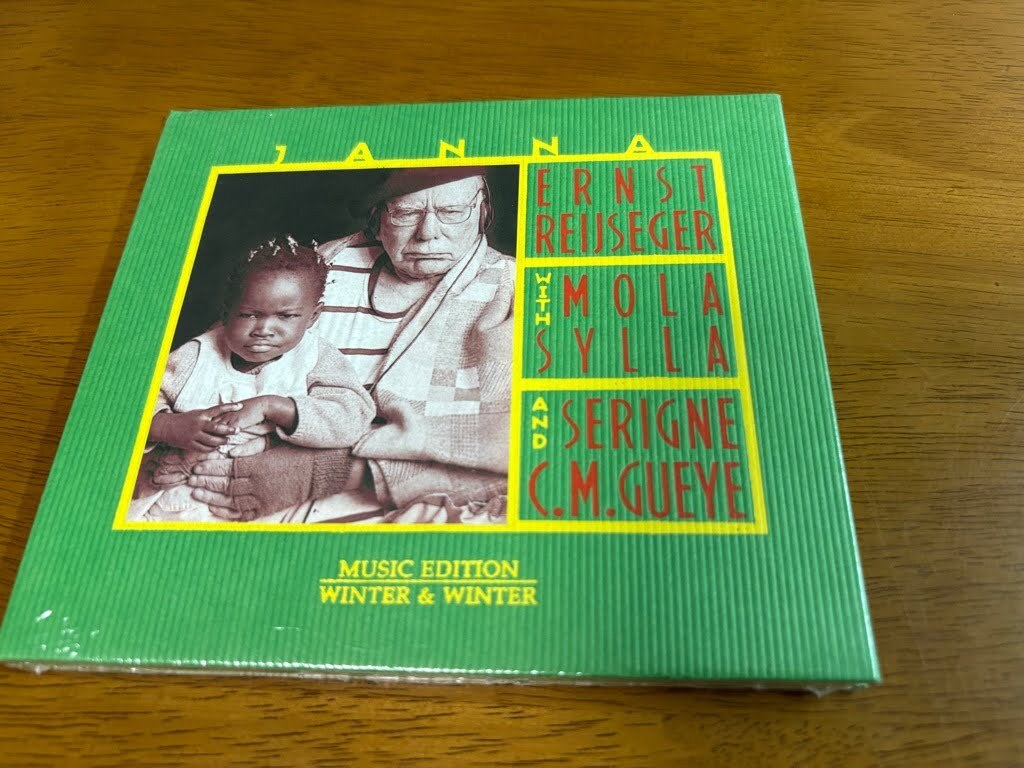 JANNA
ERNST
REIJSEGER
WITH
MOLA
SYLLA
AND
SERIGNE
C.M.GUEYE
MUSIC EDITION
WINTER & WINTER